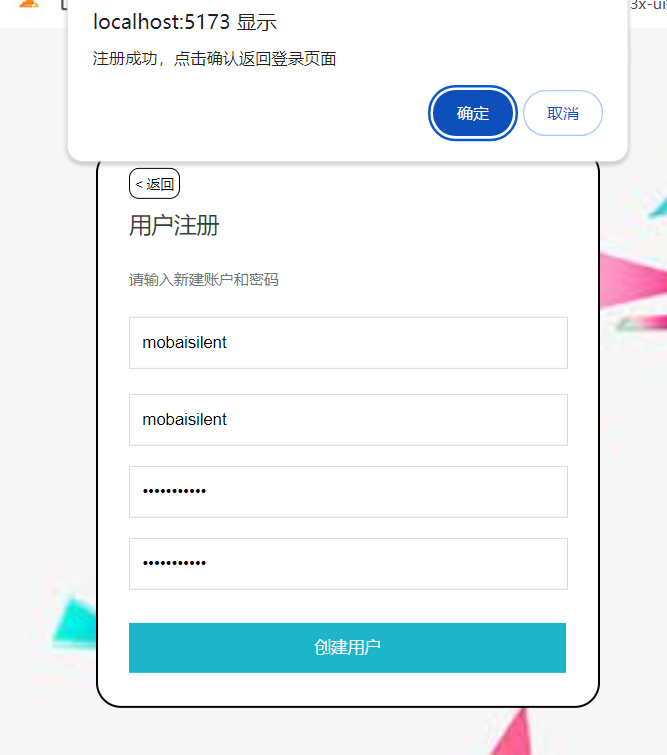 3x-ui
localhost:5173 显示
注册成功，点击确认返回登录页面
确定
取消
< 返回
用户注册
请输入新建账户和密码
mobaisilent
mobaisilent
•••••••••••
•••••••••••
创建用户